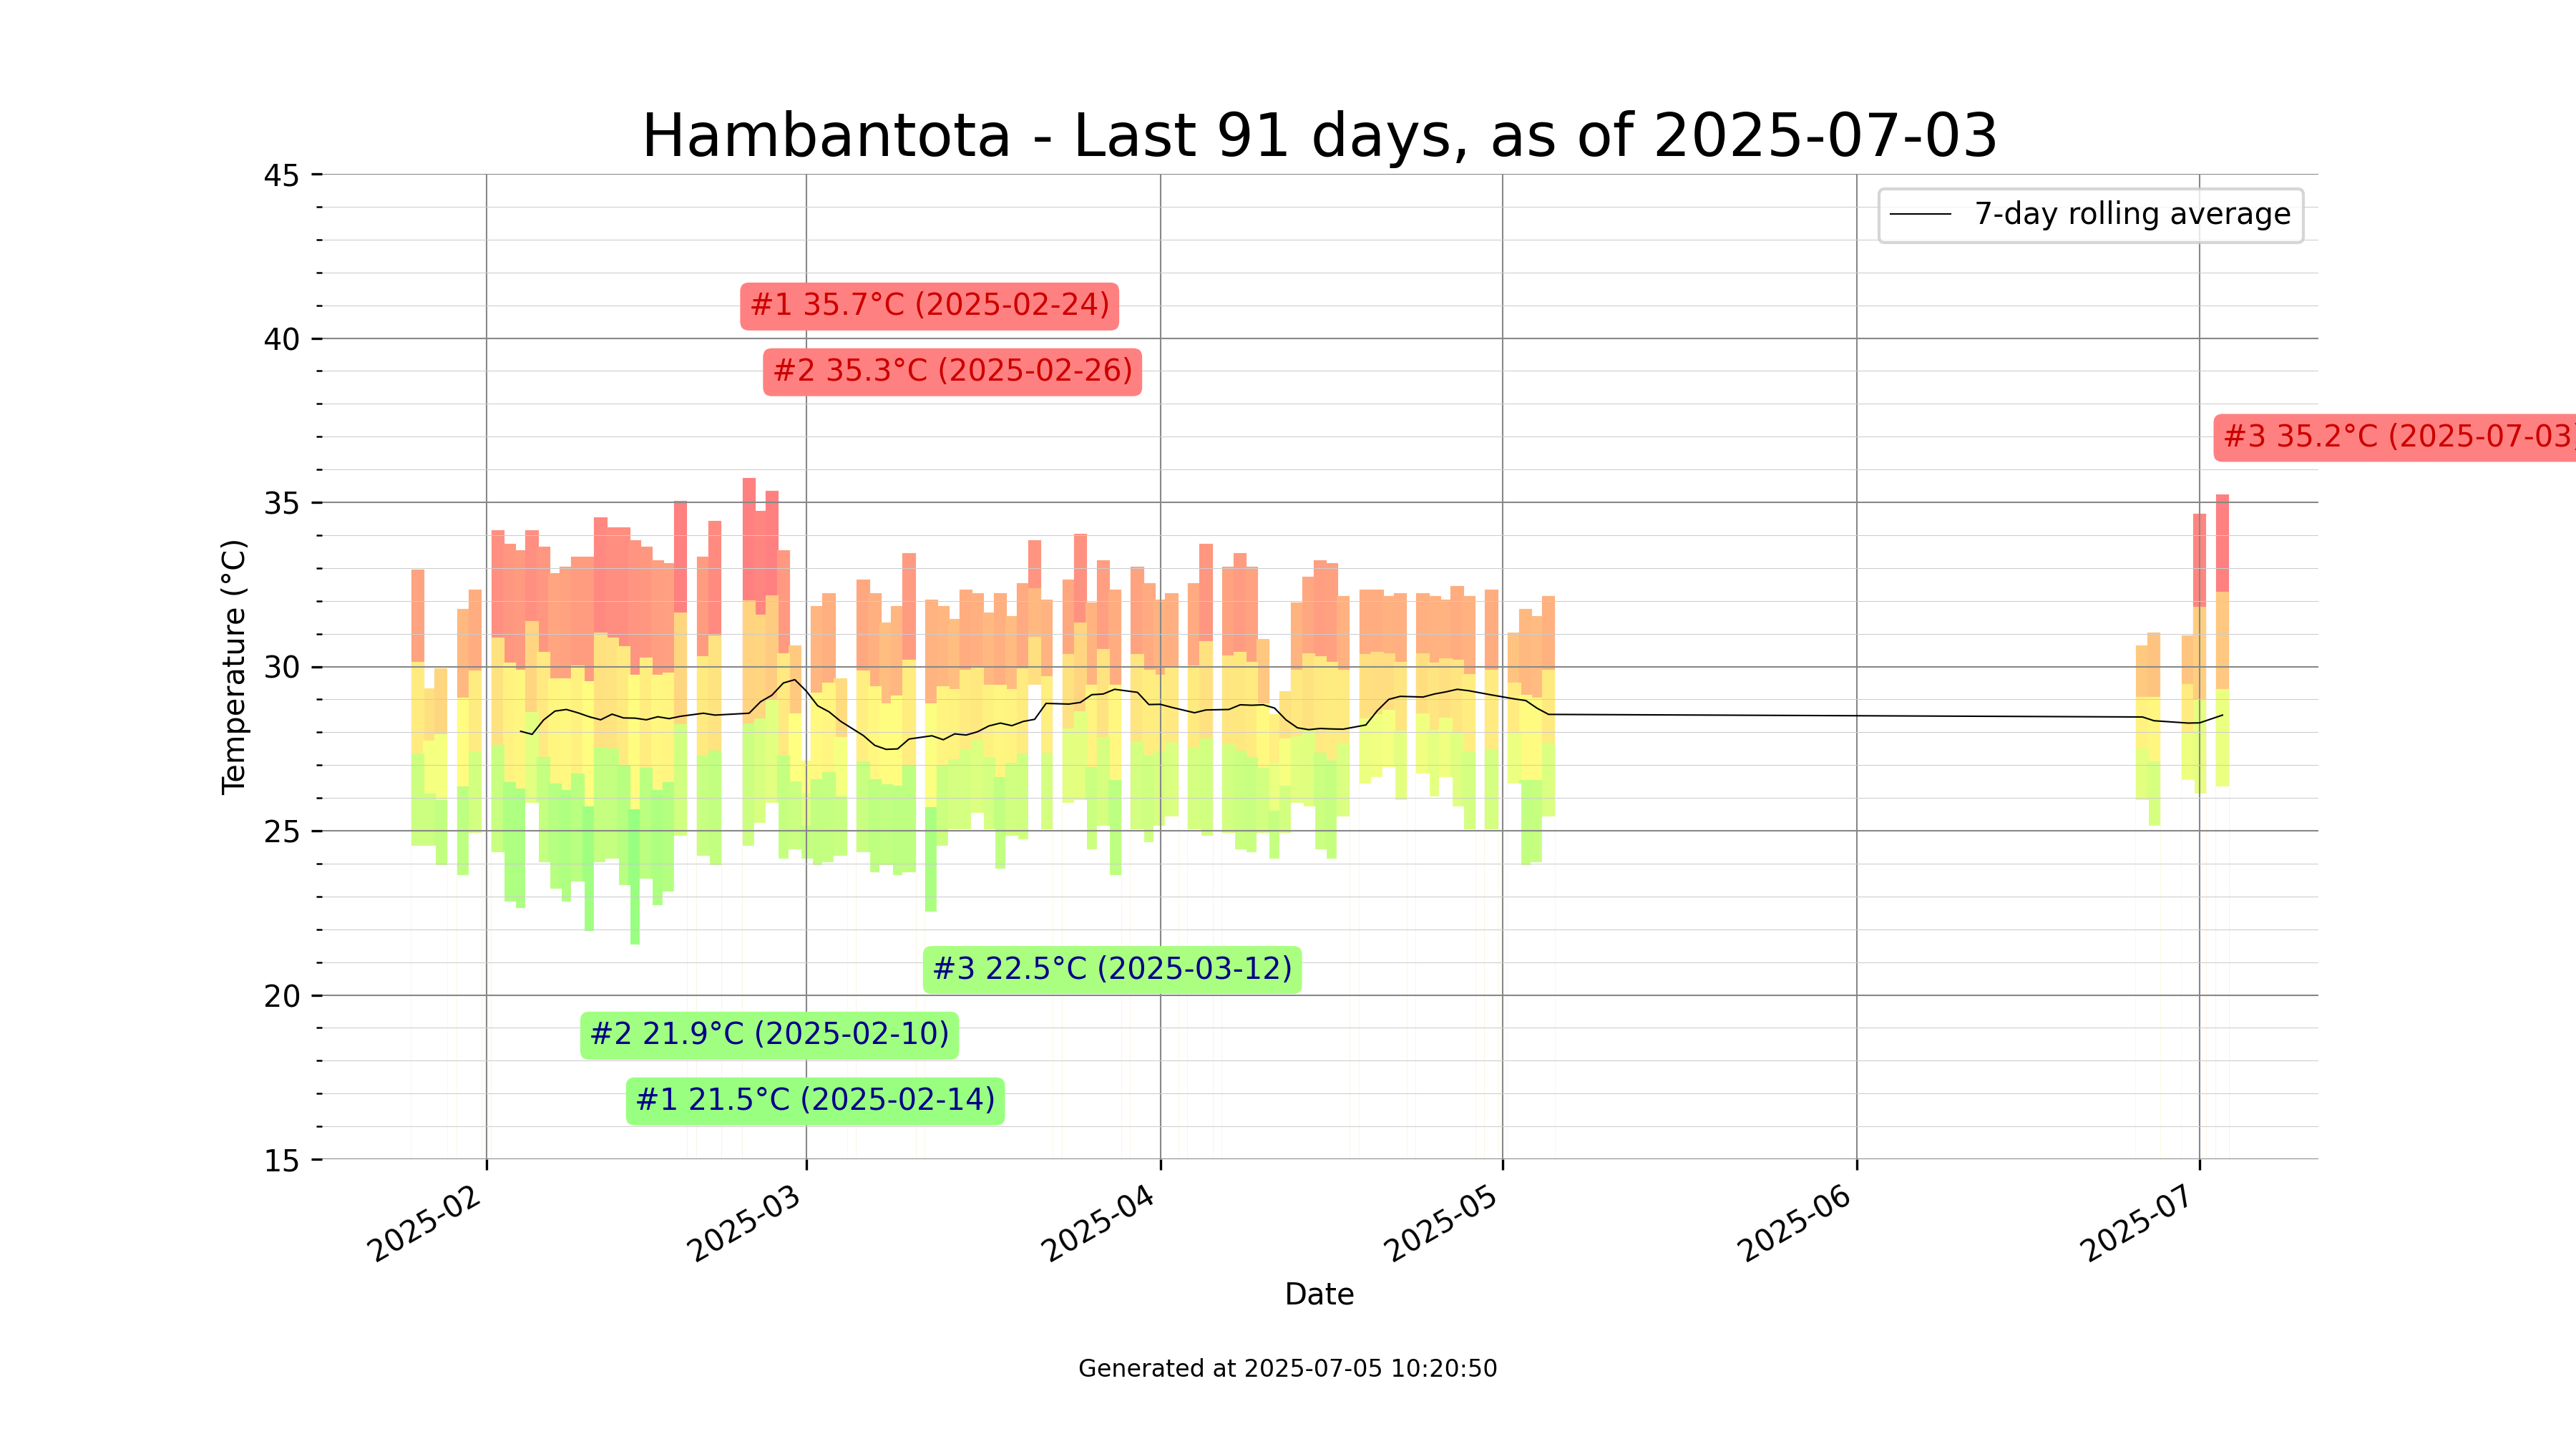 Hambantota - Last 91 days, as of 2025-07-03
7-day rolling average
#1 35.7°C (2025-02-24)
#2 35.3°C (2025-02-26)
#3 35.2°C (2025-07-03)
#3 22.5°C (2025-03-12)
#2 21.9°C (2025-02-10)
#1 21.5°C (2025-02-14)
Temperature (°C)
45
40
35
30
25
20
15
2025-02
2025-03
2025-04
2025-05
2025-06
2025-07
Date
Generated at 2025-07-05 10:20:50